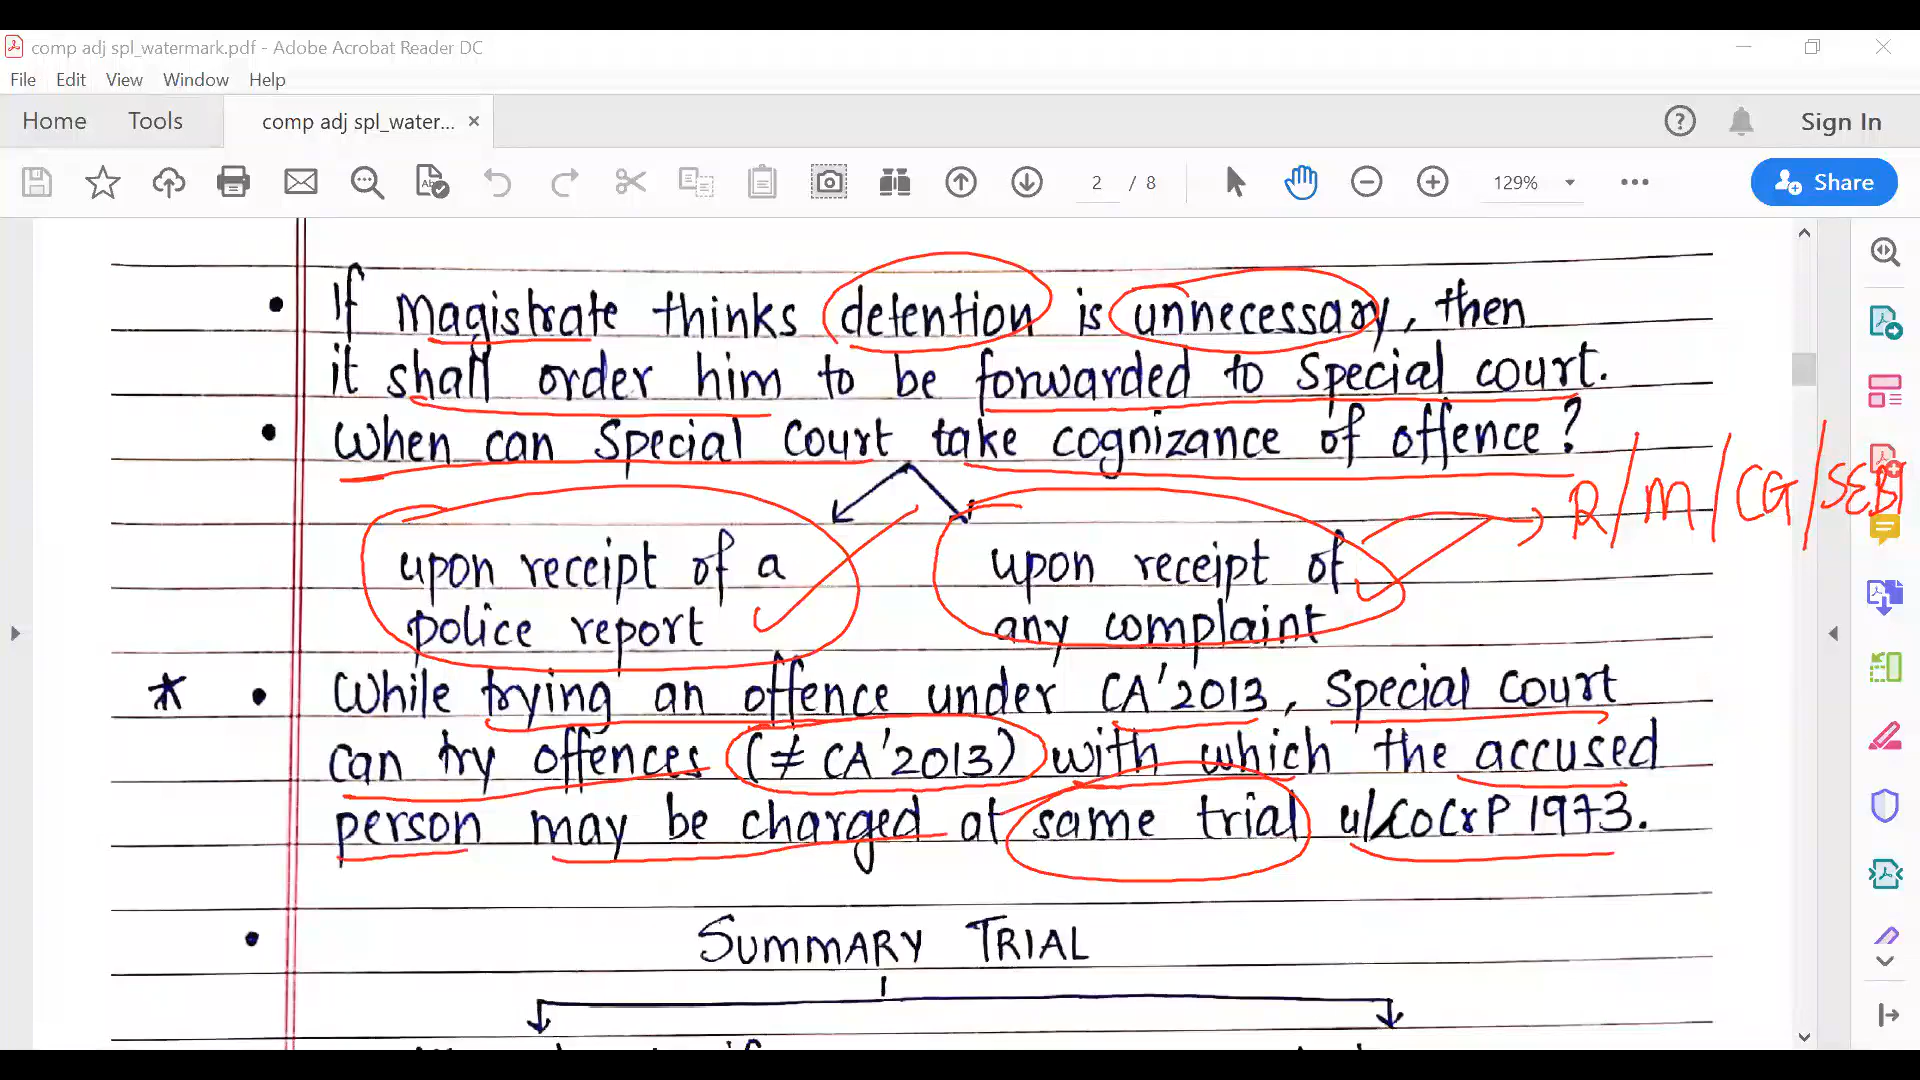 comp adj spl_watermark.pdf - Adobe Acrobat Reader DC
File Edit View Window Help
Home Tools comp adj spl_water... × Sign In
2 / 8 129% Share
• If Magistrate thinks detention is unnecessary, then
it shall order him to be forwarded to Special court.
• When can Special Court take cognizance of offence?
R/M/CG/SEBI
upon receipt of a
police report
upon receipt of
any complaint
* • While trying an offence under CA'2013, Special Court
can try offences (≠ CA'2013) with which the accused
person may be charged at same trial u/CoCrP 1973.
• SUMMARY TRIAL